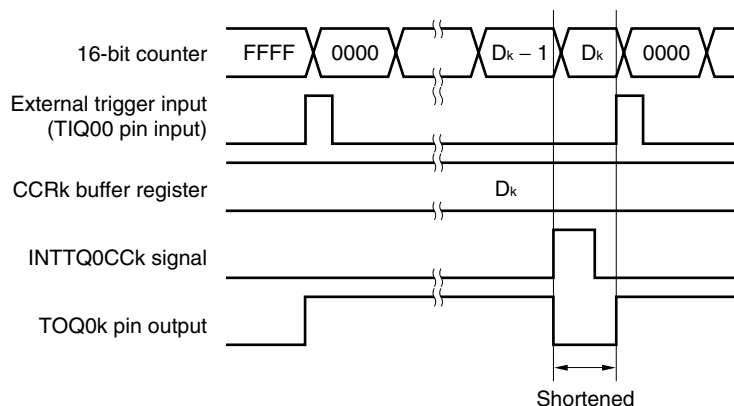 16-bit counter
FFFF
0000
Dk − 1
Dk
0000
External trigger input
(TIQ00 pin input)
CCRk buffer register
Dk
INTTQ0CCk signal
TOQ0k pin output
Shortened